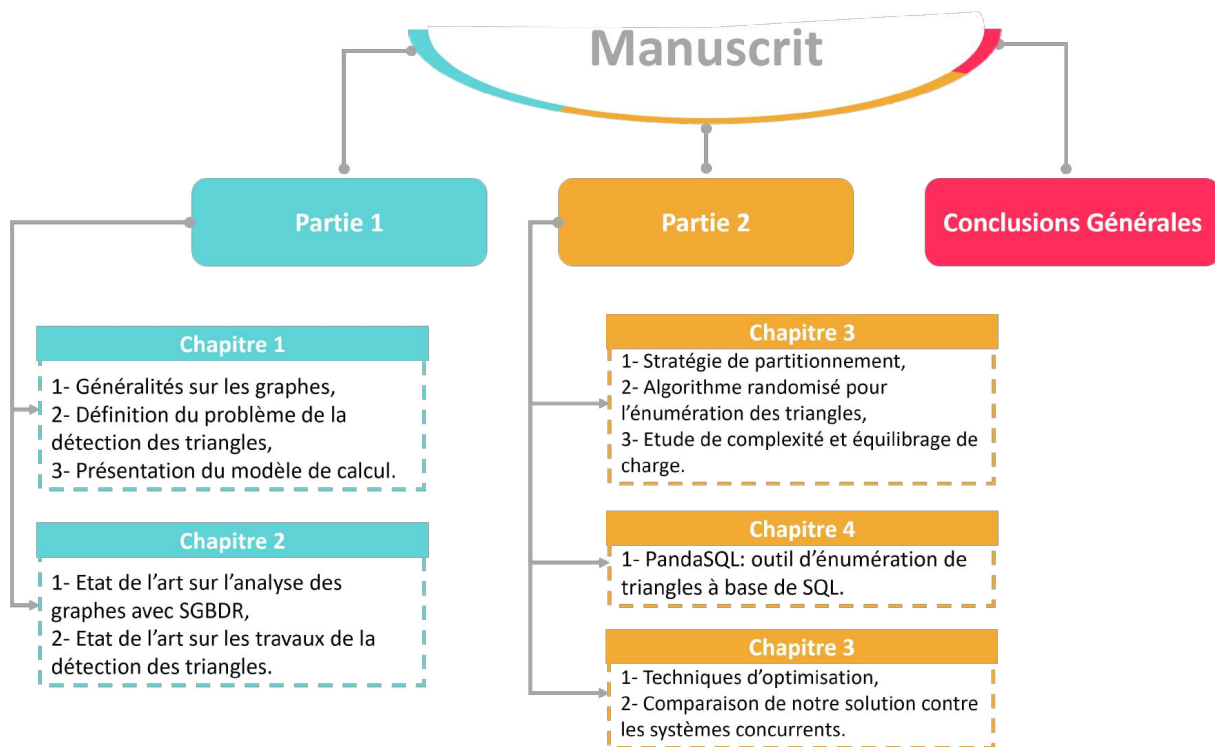 Manuscrit
Partie 1
Partie 2
Conclusions Générales
Chapitre 1
1- Généralités sur les graphes,
2- Définition du problème de la
détection des triangles,
3- Présentation du modèle de calcul.
Chapitre 2
1- Etat de l’art sur l’analyse des
graphes avec SGBDR,
2- Etat de l’art sur les travaux de la
détection des triangles.
Chapitre 3
1- Stratégie de partitionnement,
2- Algorithme randomisé pour
l’énumération des triangles,
3- Etude de complexité et équilibrage de
charge.
Chapitre 4
1- PandaSQL: outil d’énumération de
triangles à base de SQL.
Chapitre 3
1- Techniques d’optimisation,
2- Comparaison de notre solution contre
les systèmes concurrents.